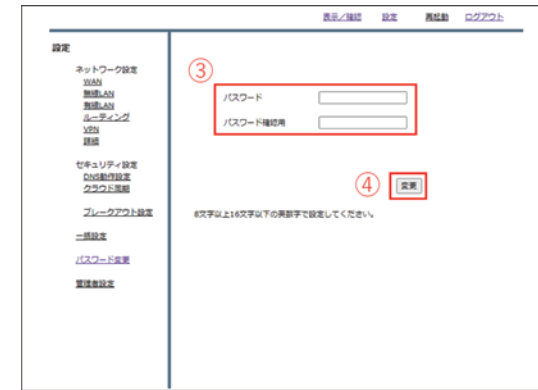 表示／確認 設定 再起動 ログアウト
設定
ネットワーク設定
WAN
無線LAN
有線LAN
ルーティング
VPN
詳細
セキュリティ設定
DNS動作設定
クラウド連動
ブレークアウト設定
一括設定
パスワード変更
管理者設定
③
パスワード
パスワード確認用
④ 変更
8文字以上16文字以下の英数字で設定してください。